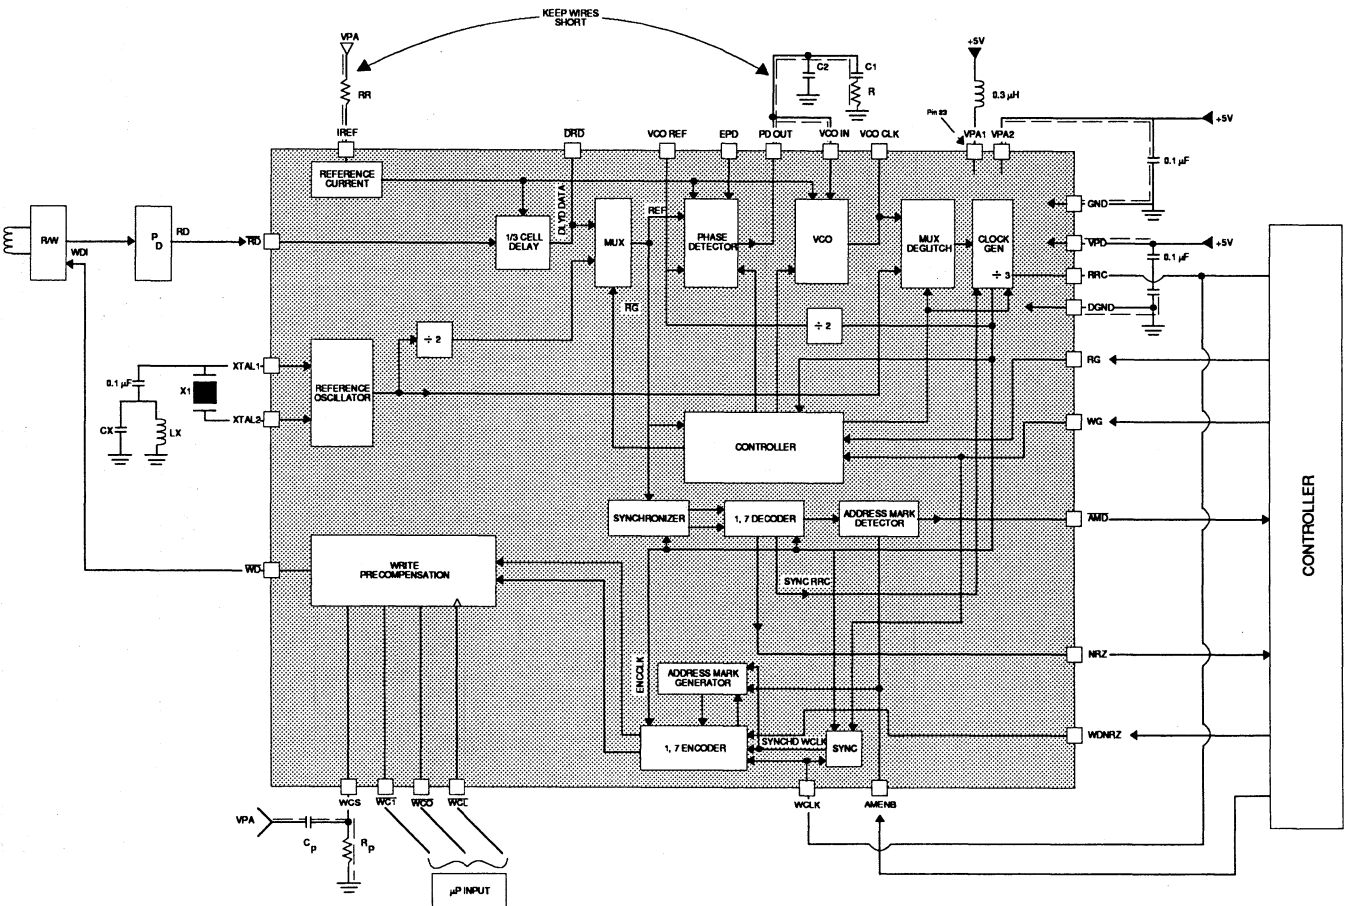 KEEP WIRES
SHORT
VPA
RR
C2
C1
R
+5V
0.3 μH
Pin 23
IREF
DRD
VCO REF
EPD
PD OUT
VCO IN
VCO CLK
VPA1
VPA2
+5V
0.1 μF
REFERENCE
CURRENT
GND
DLYD DATA
REF
1/3 CELL
DELAY
MUX
PHASE
DETECTOR
VCO
MUX
DEGLITCH
CLOCK
GEN
÷ 3
R/W
WDI
P
D
RD
RD
VPD
+5V
0.1 μF
RRC
DGND
RG
÷ 2
÷ 2
XTAL1
0.1 μF
X1
REFERENCE
OSCILLATOR
CX
LX
XTAL2
RG
WG
CONTROLLER
CONTROLLER
SYNCHRONIZER
1, 7 DECODER
ADDRESS MARK
DETECTOR
AMD
WD
WRITE
PRECOMPENSATION
SYNC RRC
ENCCLK
NRZ
ADDRESS MARK
GENERATOR
1, 7 ENCODER
SYNCHD WCLK
SYNC
WDNRZ
WCS
WC1
WC0
WCL
WCLK
AMENB
VPA
Cp
Rp
μP INPUT